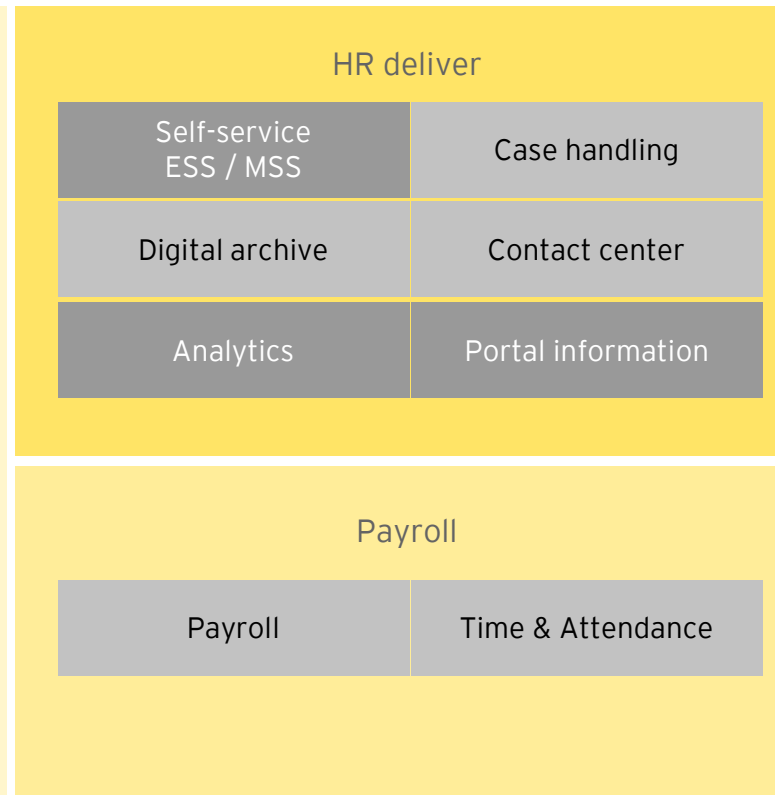 HR deliver
Self-service
ESS / MSS
Case handling
Digital archive
Contact center
Analytics
Portal information
Payroll
Payroll
Time & Attendance